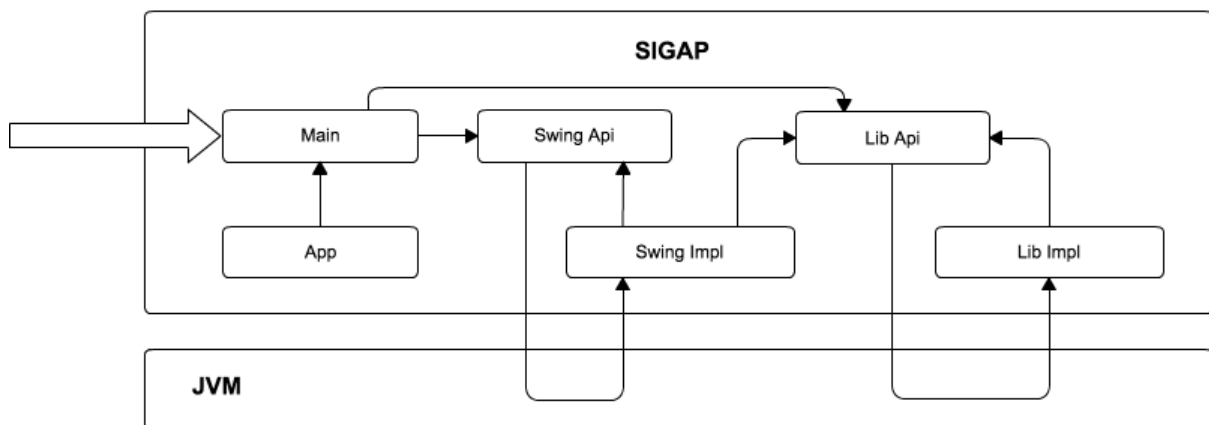 SIGAP
Main
Swing Api
Lib Api
App
Swing Impl
Lib Impl
JVM